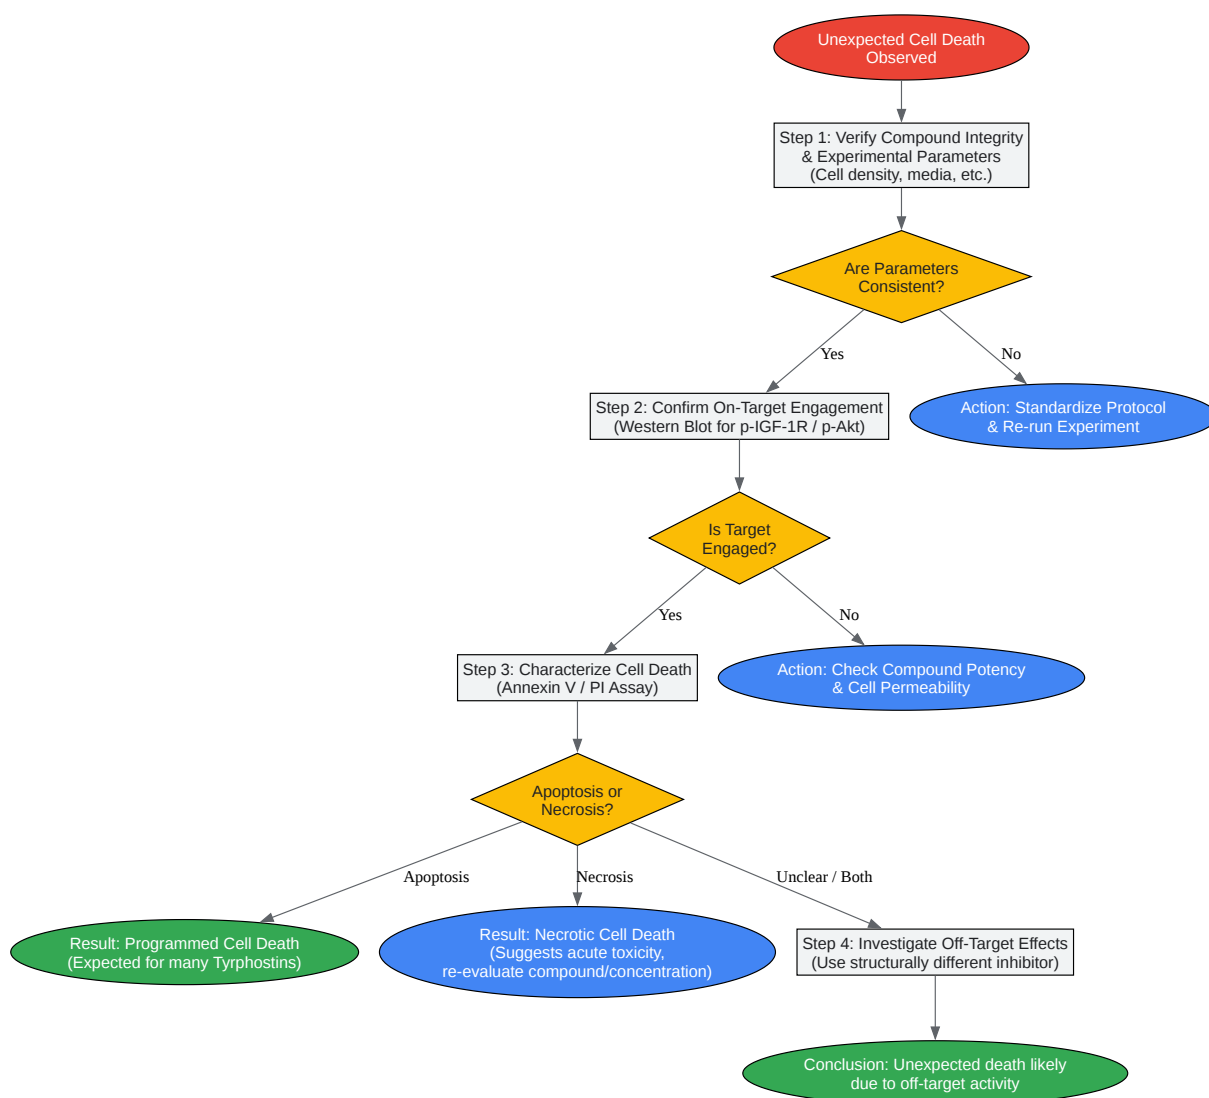 Unexpected Cell Death
Observed
Step 1: Verify Compound Integrity
& Experimental Parameters
(Cell density, media, etc.)
Are Parameters
Consistent?
Yes
No
Step 2: Confirm On-Target Engagement
(Western Blot for p-IGF-1R / p-Akt)
Action: Standardize Protocol
& Re-run Experiment
Is Target
Engaged?
Yes
No
Step 3: Characterize Cell Death
(Annexin V / PI Assay)
Action: Check Compound Potency
& Cell Permeability
Apoptosis or
Necrosis?
Apoptosis
Necrosis
Unclear / Both
Result: Programmed Cell Death
(Expected for many Tyrphostins)
Result: Necrotic Cell Death
(Suggests acute toxicity,
re-evaluate compound/concentration)
Step 4: Investigate Off-Target Effects
(Use structurally different inhibitor)
Conclusion: Unexpected death likely
due to off-target activity